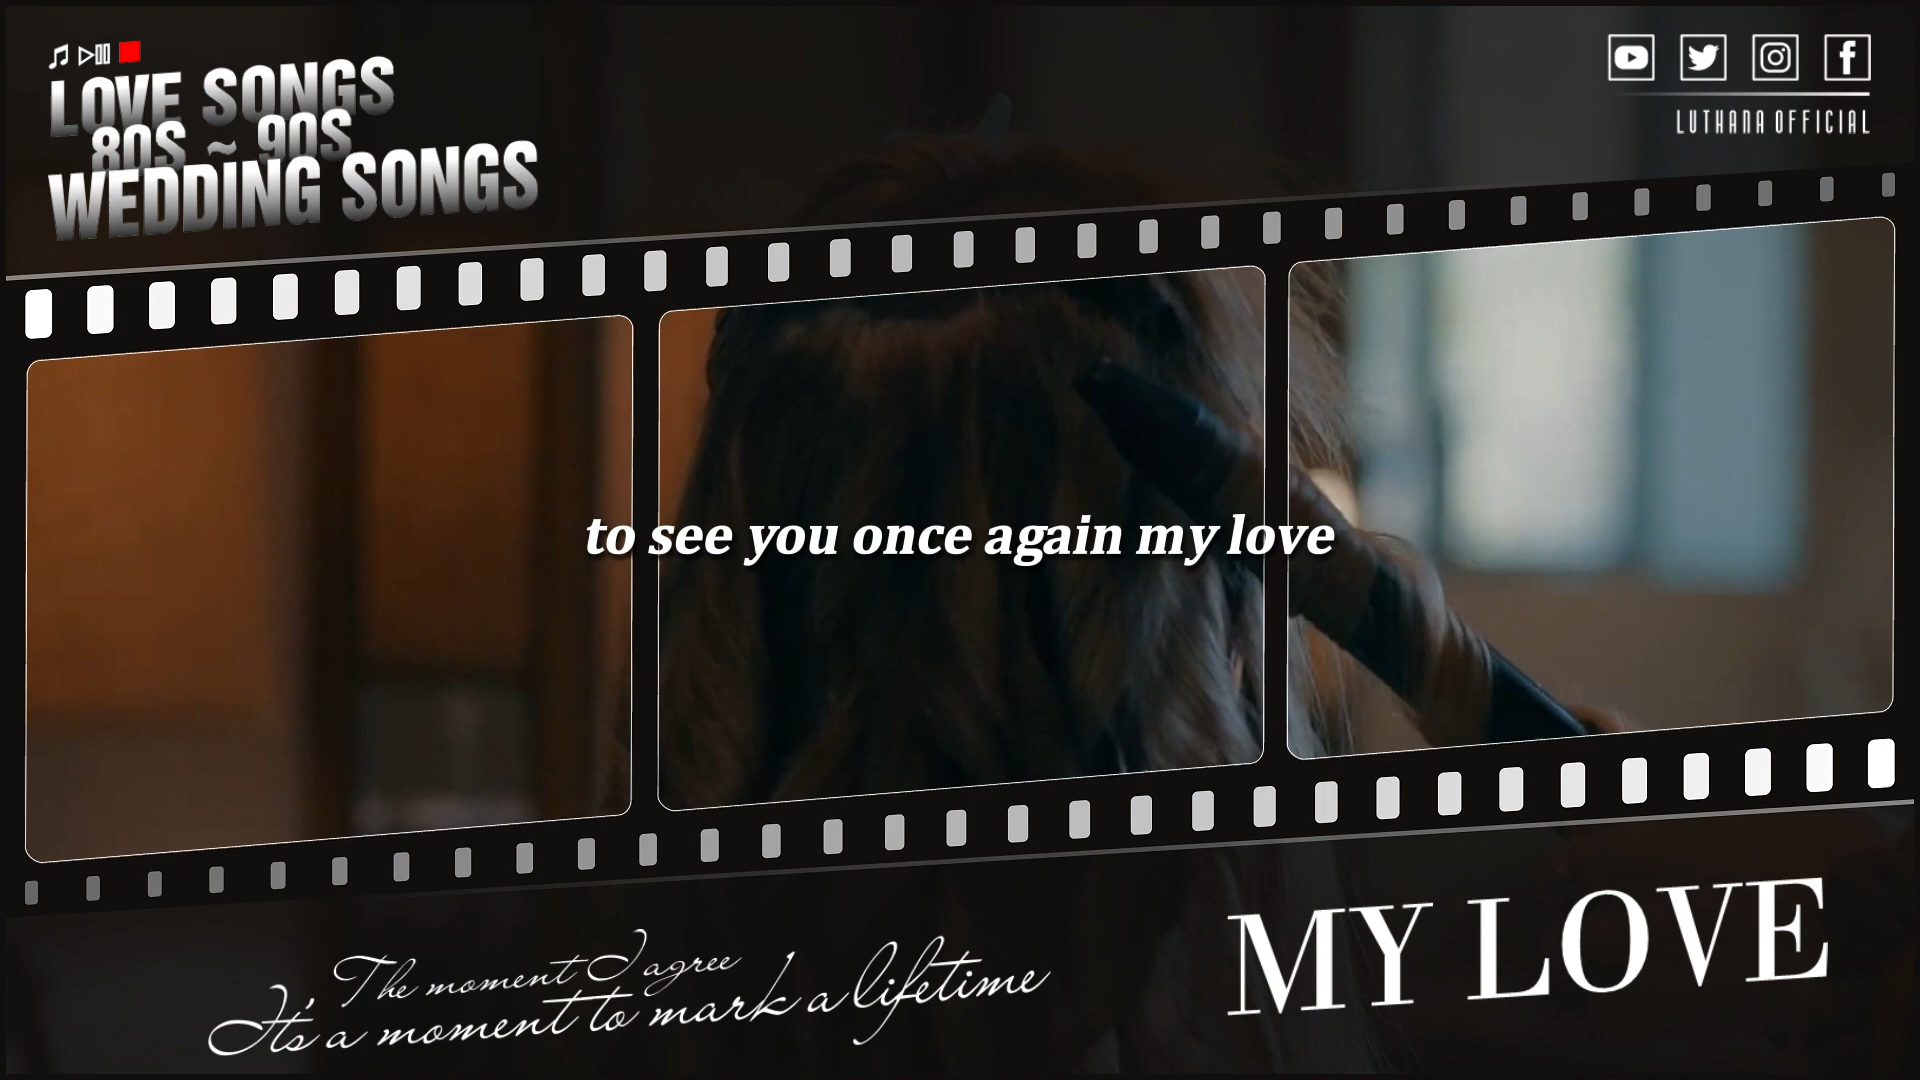 LOVE SONGS
80S ~ 90S
WEDDING SONGS
LUTHANA OFFICIAL
to see you once again my love
The moment I agree
It's a moment to mark a lifetime
MY LOVE